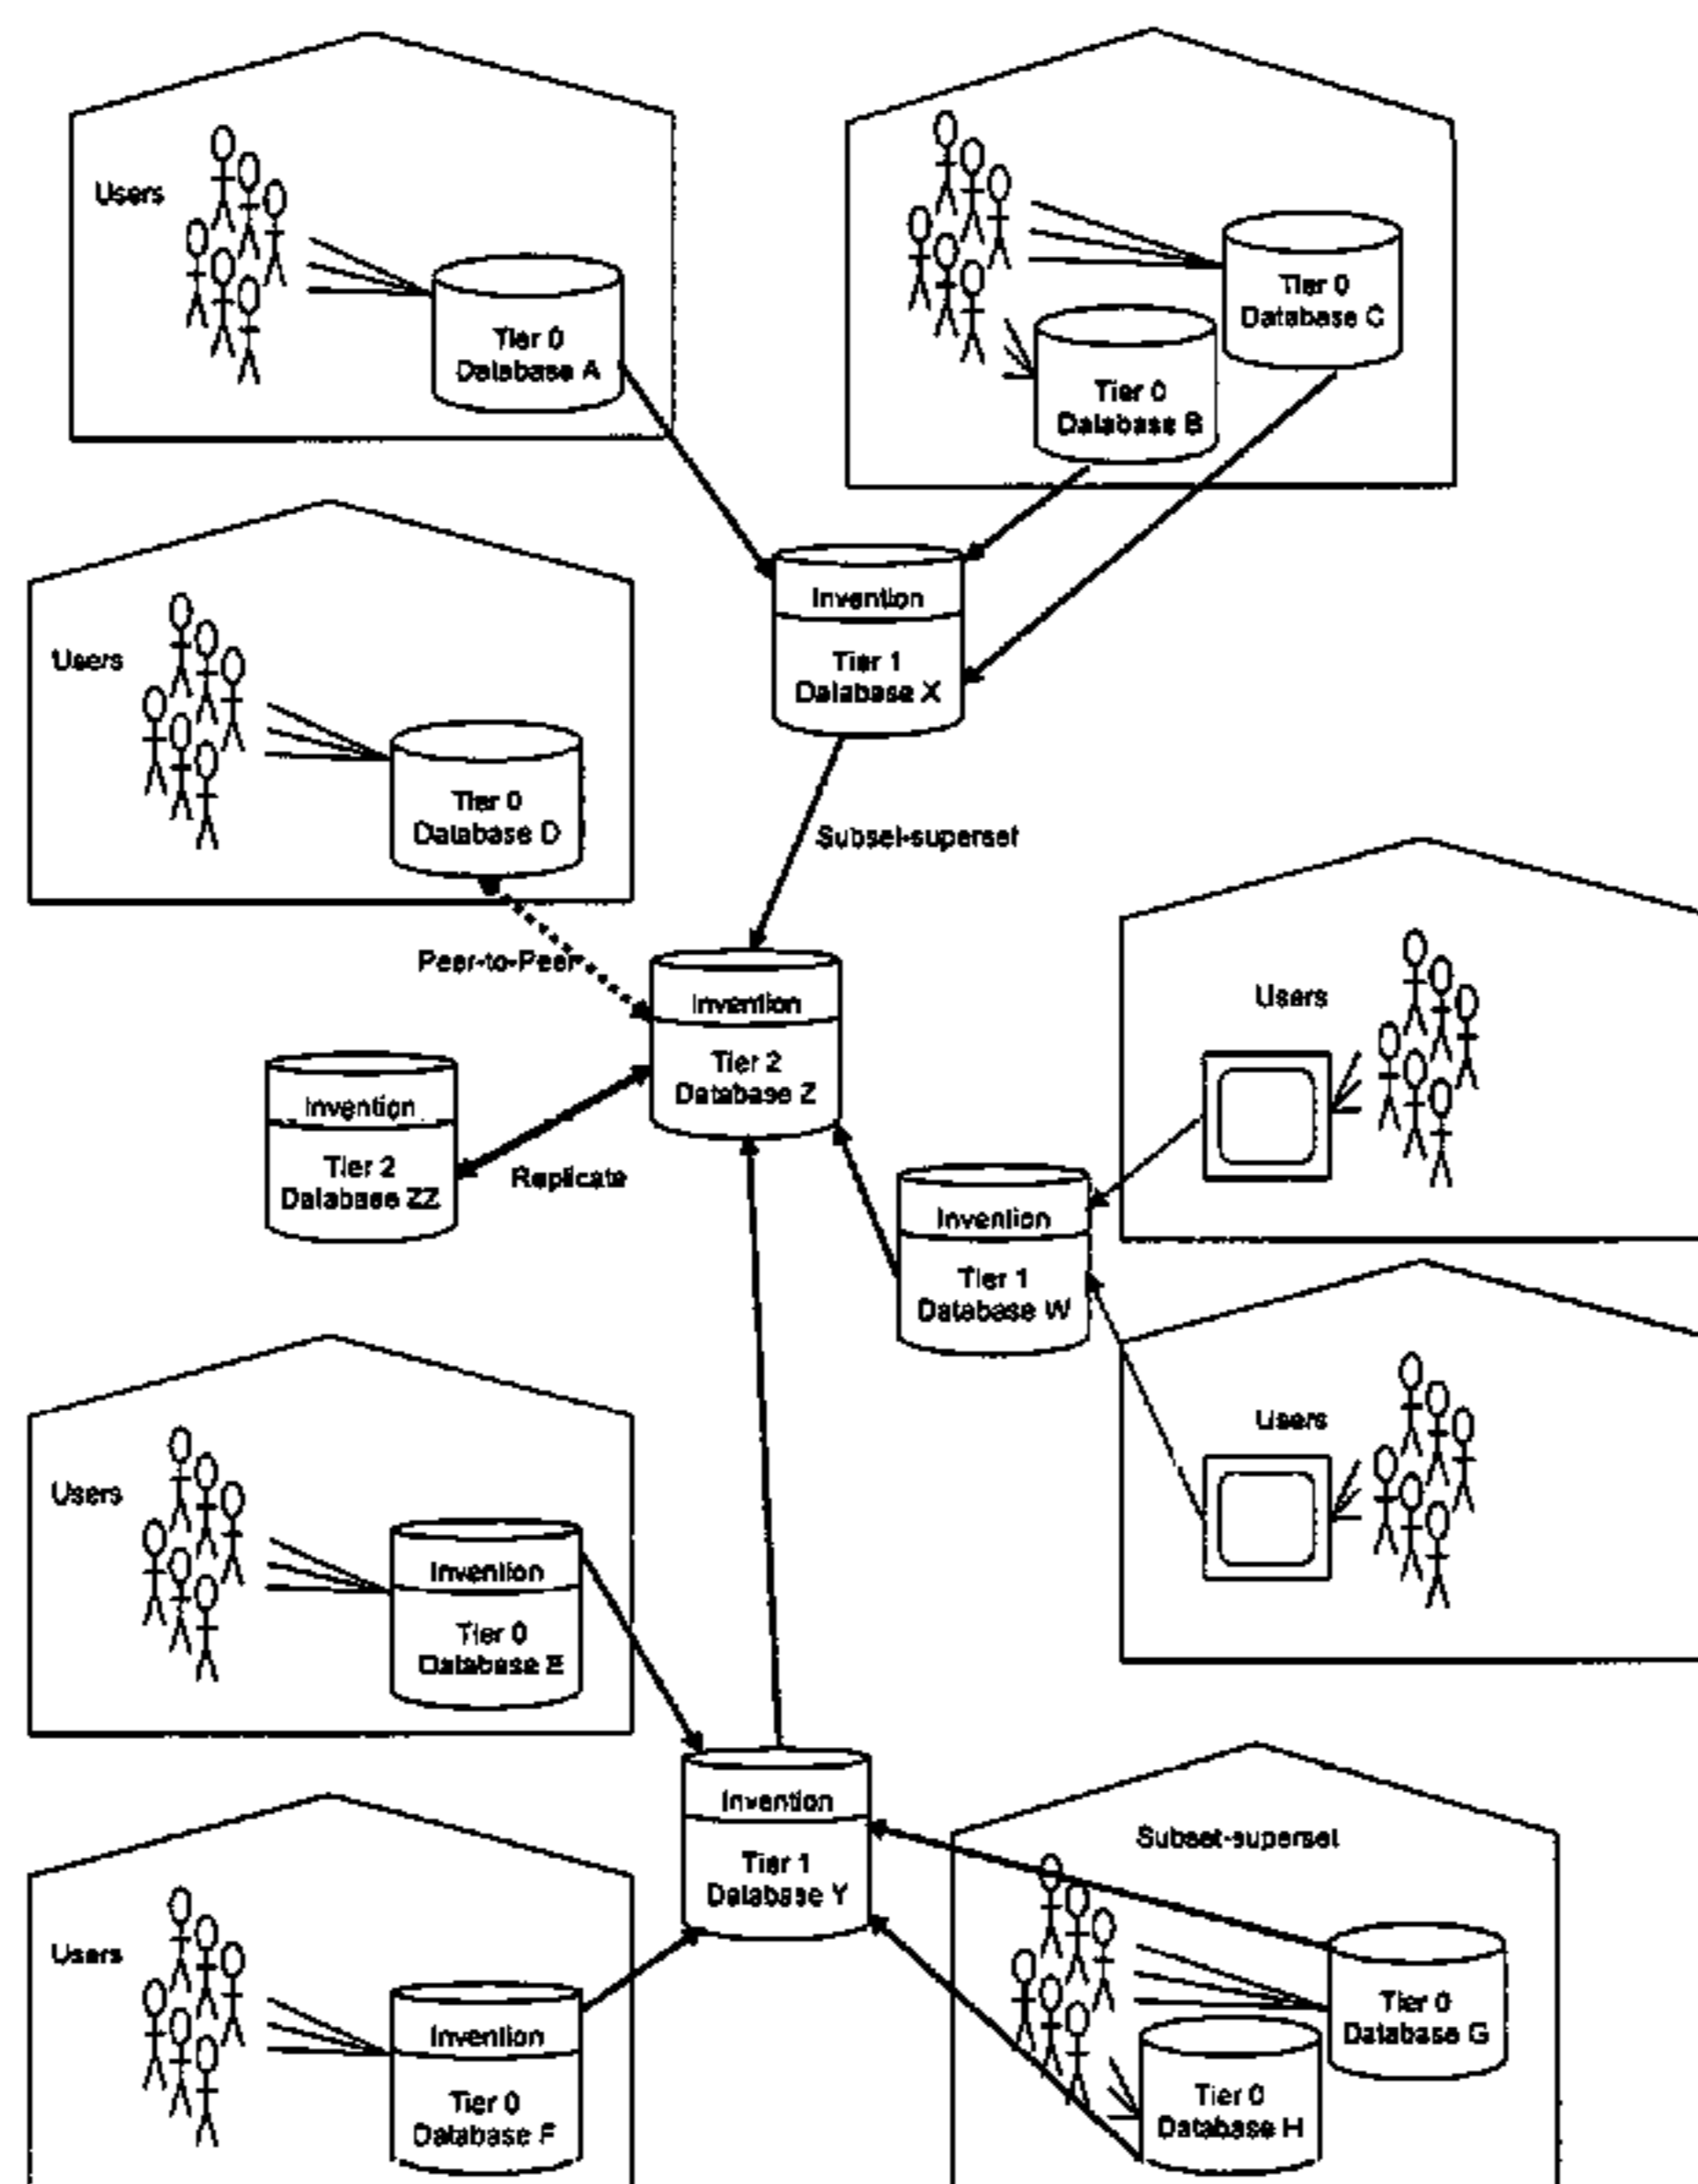 Users
Tier 0
Database A
Tier 0
Database C
Tier 0
Database B
Invention
Tier 1
Database X
Users
Tier 0
Database D
Subset-superset
Peer-to-Peer
Invention
Tier 2
Database Z
Users
Invention
Tier 2
Database ZZ
Replicate
Invention
Tier 1
Database W
Users
Users
Invention
Tier 0
Database E
Invention
Tier 1
Database Y
Subset-superset
Users
Invention
Tier 0
Database F
Tier 0
Database G
Tier 0
Database H